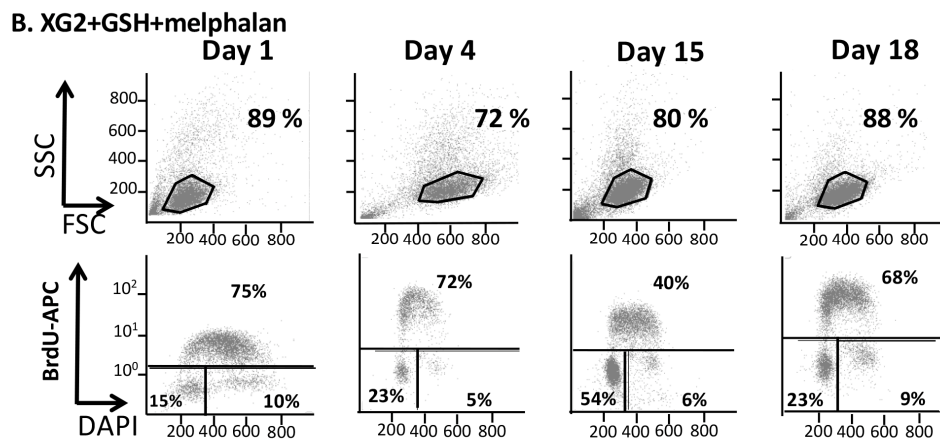 B. XG2+GSH+melphalan
Day 1 Day 4 Day 15 Day 18
SSC
800
600
400
200
89 %
72 %
80 %
88 %
FSC
200 400 600 800
200 400 600 800
200 400 600 800
200 400 600 800
BrdU-APC
10²
10¹
10⁰
75%
15% 10%
72%
23% 5%
40%
54% 6%
68%
23% 9%
DAPI
200 400 600 800
200 400 600 800
200 400 600 800
200 400 600 800